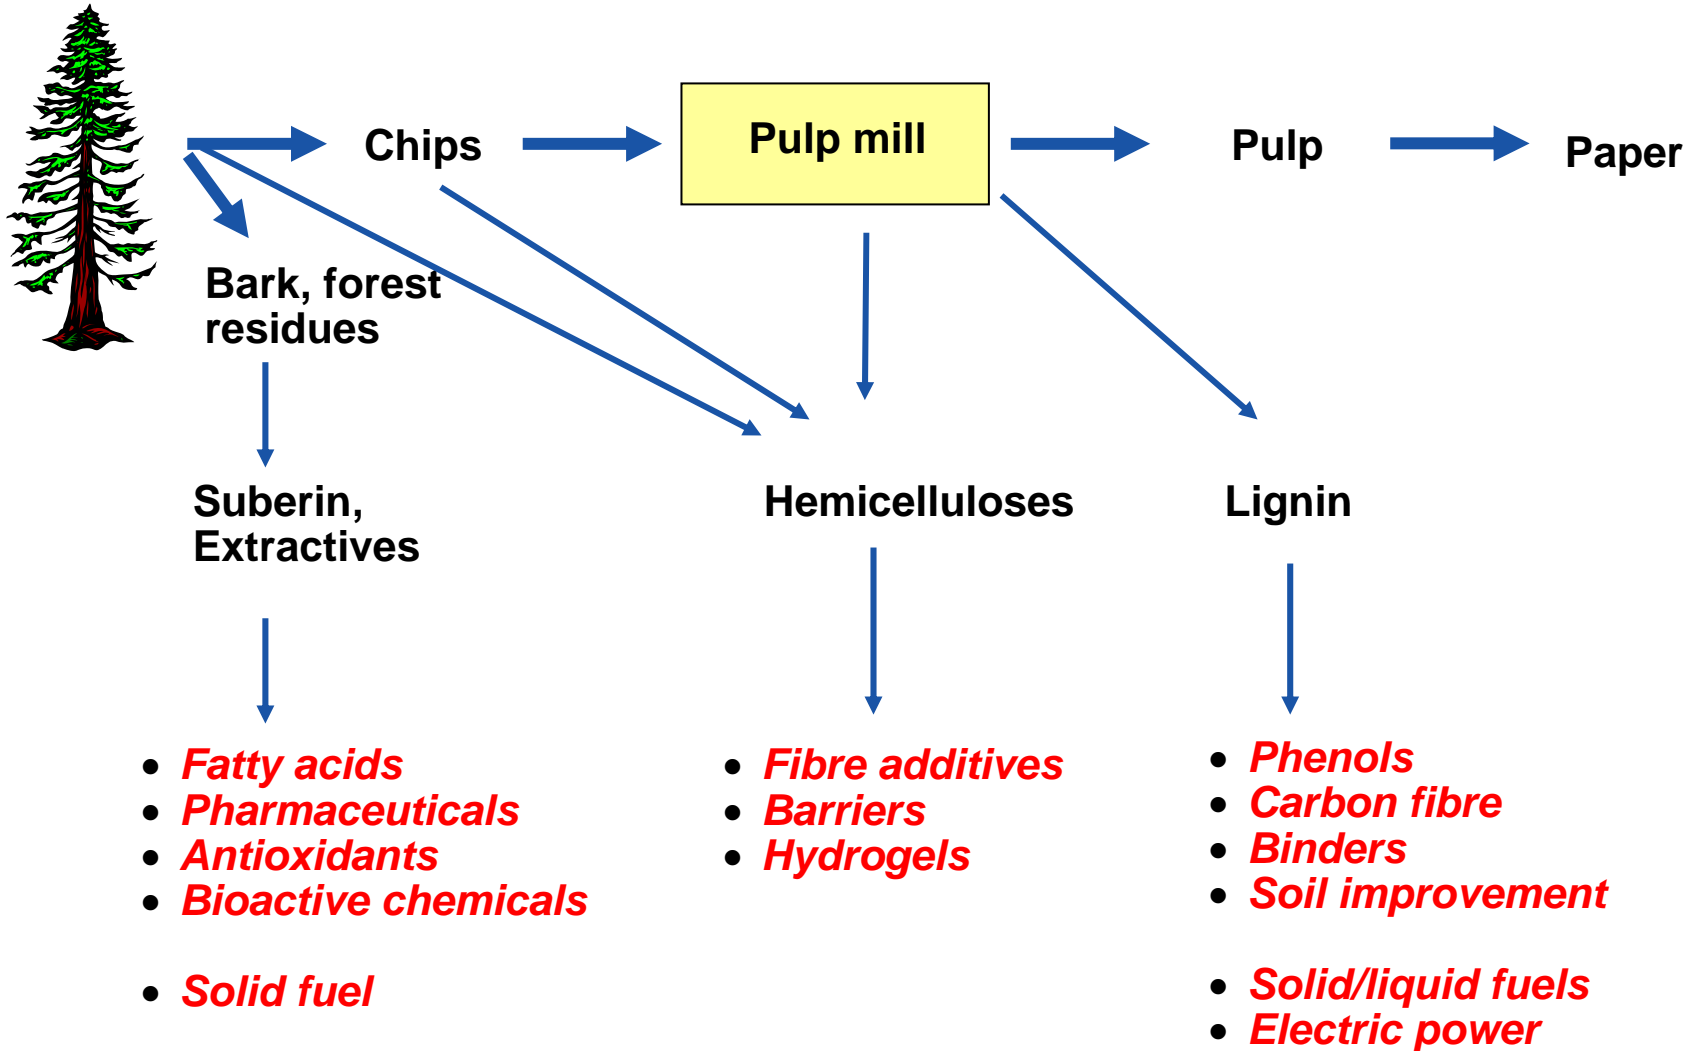 Chips
Pulp mill
Pulp
Paper
Bark, forest
residues
Suberin,
Extractives
Hemicelluloses
Lignin
• Fatty acids
• Pharmaceuticals
• Antioxidants
• Bioactive chemicals
• Solid fuel
• Fibre additives
• Barriers
• Hydrogels
• Phenols
• Carbon fibre
• Binders
• Soil improvement
• Solid/liquid fuels
• Electric power